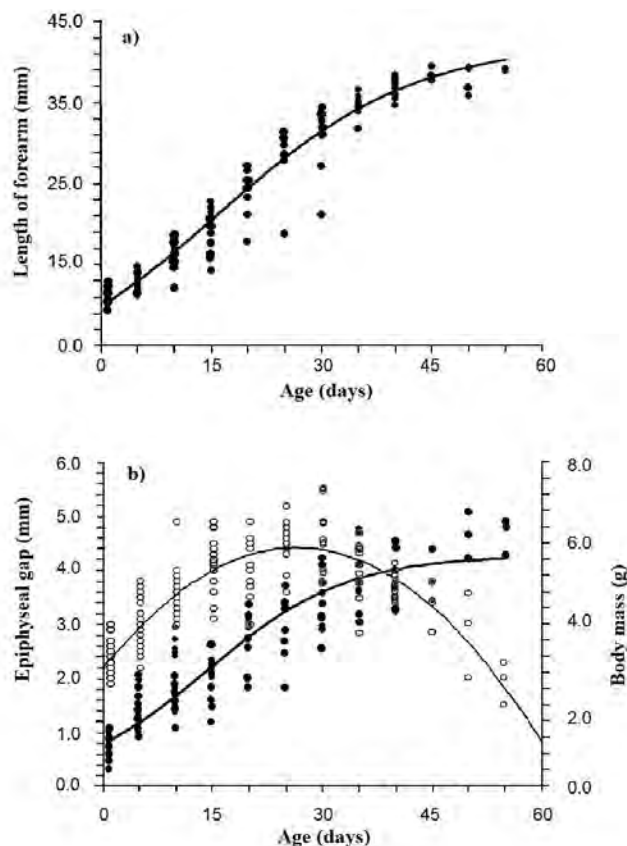 a)
45.0
35.0
25.0
15.0
5.0
Length of forearm (mm)
0 15 30 45 60
Age (days)
b)
6.0
5.0
4.0
3.0
2.0
1.0
0.0
Epiphyseal gap (mm)
8.0
6.0
4.0
2.0
0.0
Body mass (g)
0 15 30 45 60
Age (days)